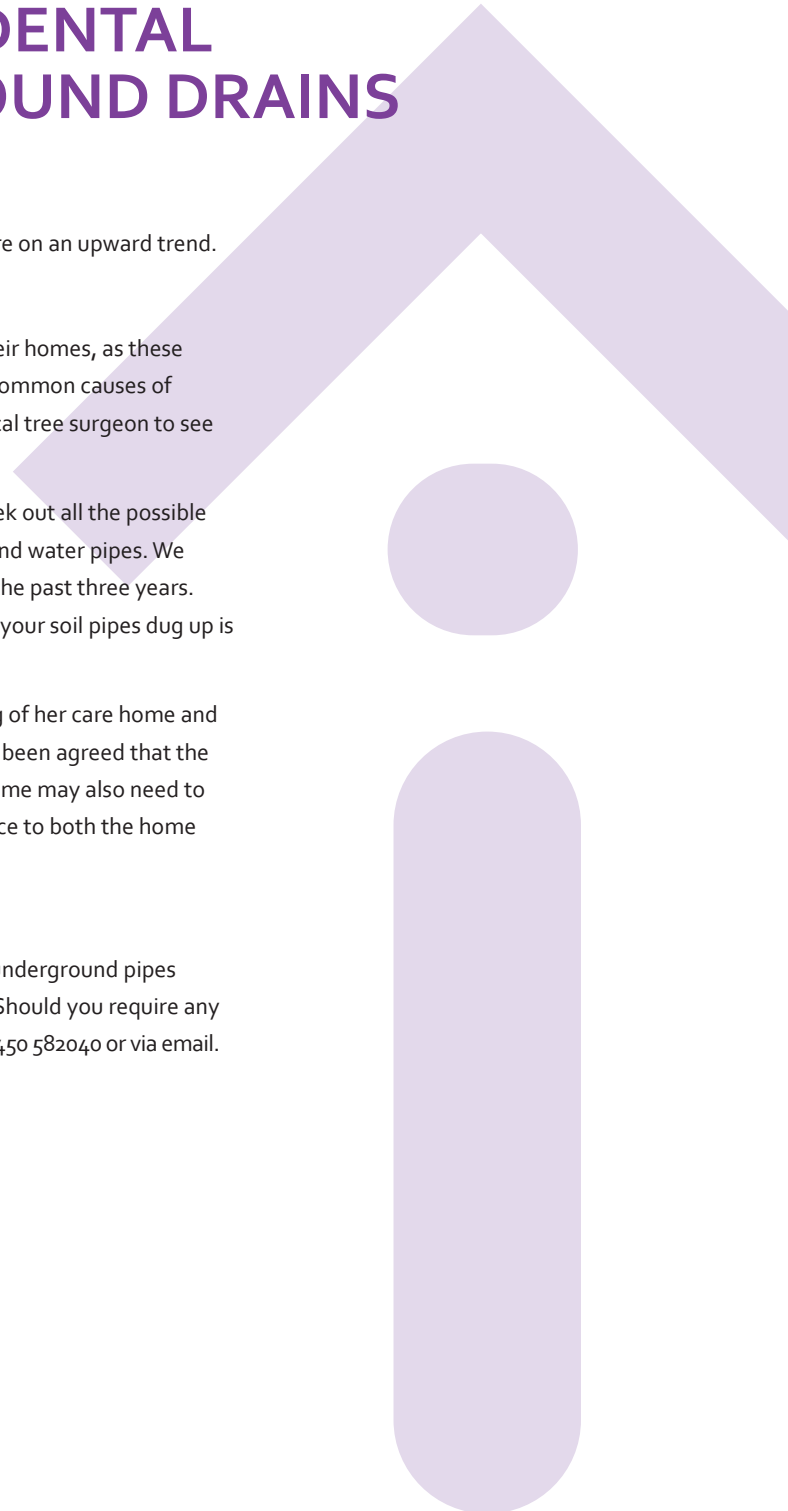 DENTAL
OUND DRAINS
re on an upward trend.
eir homes, as these
ommon causes of
cal tree surgeon to see
ek out all the possible
nd water pipes. We
he past three years.
your soil pipes dug up is
g of her care home and
been agreed that the
me may also need to
ce to both the home
underground pipes
Should you require any
450 582040 or via email.